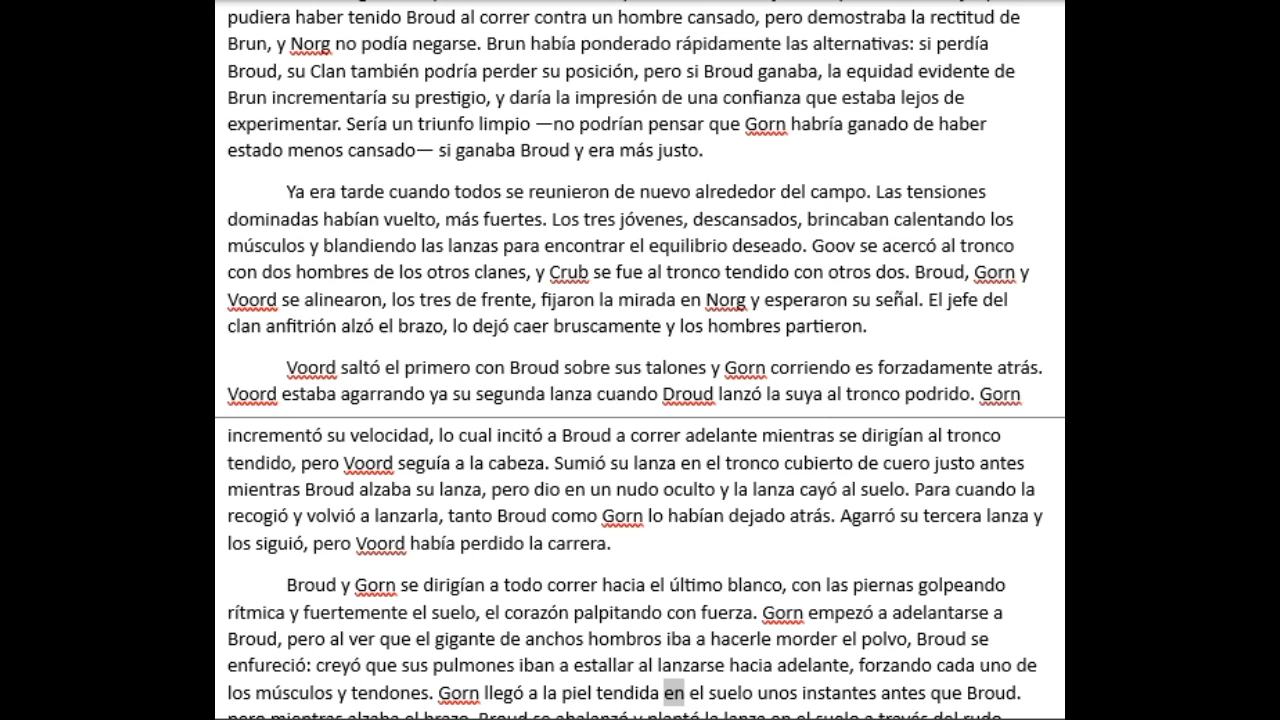 pudiera haber tenido Broud al correr contra un hombre cansado, pero demostraba la rectitud de
Brun, y Norg no podía negarse. Brun había ponderado rápidamente las alternativas: si perdía
Broud, su Clan también podría perder su posición, pero si Broud ganaba, la equidad evidente de
Brun incrementaría su prestigio, y daría la impresión de una confianza que estaba lejos de
experimentar. Sería un triunfo limpio —no podrían pensar que Gorn habría ganado de haber
estado menos cansado— si ganaba Broud y era más justo.
Ya era tarde cuando todos se reunieron de nuevo alrededor del campo. Las tensiones
dominadas habían vuelto, más fuertes. Los tres jóvenes, descansados, brincaban calentando los
músculos y blandiendo las lanzas para encontrar el equilibrio deseado. Goov se acercó al tronco
con dos hombres de los otros clanes, y Crub se fue al tronco tendido con otros dos. Broud, Gorn y
Voord se alinearon, los tres de frente, fijaron la mirada en Norg y esperaron su señal. El jefe del
clan anfitrión alzó el brazo, lo dejó caer bruscamente y los hombres partieron.
Voord saltó el primero con Broud sobre sus talones y Gorn corriendo es forzadamente atrás.
Voord estaba agarrando ya su segunda lanza cuando Droud lanzó la suya al tronco podrido. Gorn
incrementó su velocidad, lo cual incitó a Broud a correr adelante mientras se dirigían al tronco
tendido, pero Voord seguía a la cabeza. Sumió su lanza en el tronco cubierto de cuero justo antes
mientras Broud alzaba su lanza, pero dio en un nudo oculto y la lanza cayó al suelo. Para cuando la
recogió y volvió a lanzarla, tanto Broud como Gorn lo habían dejado atrás. Agarró su tercera lanza y
los siguió, pero Voord había perdido la carrera.
Broud y Gorn se dirigían a todo correr hacia el último blanco, con las piernas golpeando
rítmica y fuertemente el suelo, el corazón palpitando con fuerza. Gorn empezó a adelantarse a
Broud, pero al ver que el gigante de anchos hombros iba a hacerle morder el polvo, Broud se
enfureció: creyó que sus pulmones iban a estallar al lanzarse hacia adelante, forzando cada uno de
los músculos y tendones. Gorn llegó a la piel tendida en el suelo unos instantes antes que Broud.
pero mientras alzaba el brazo, Broud se abalanzó y plantó la lanza en el suelo a través del rudo